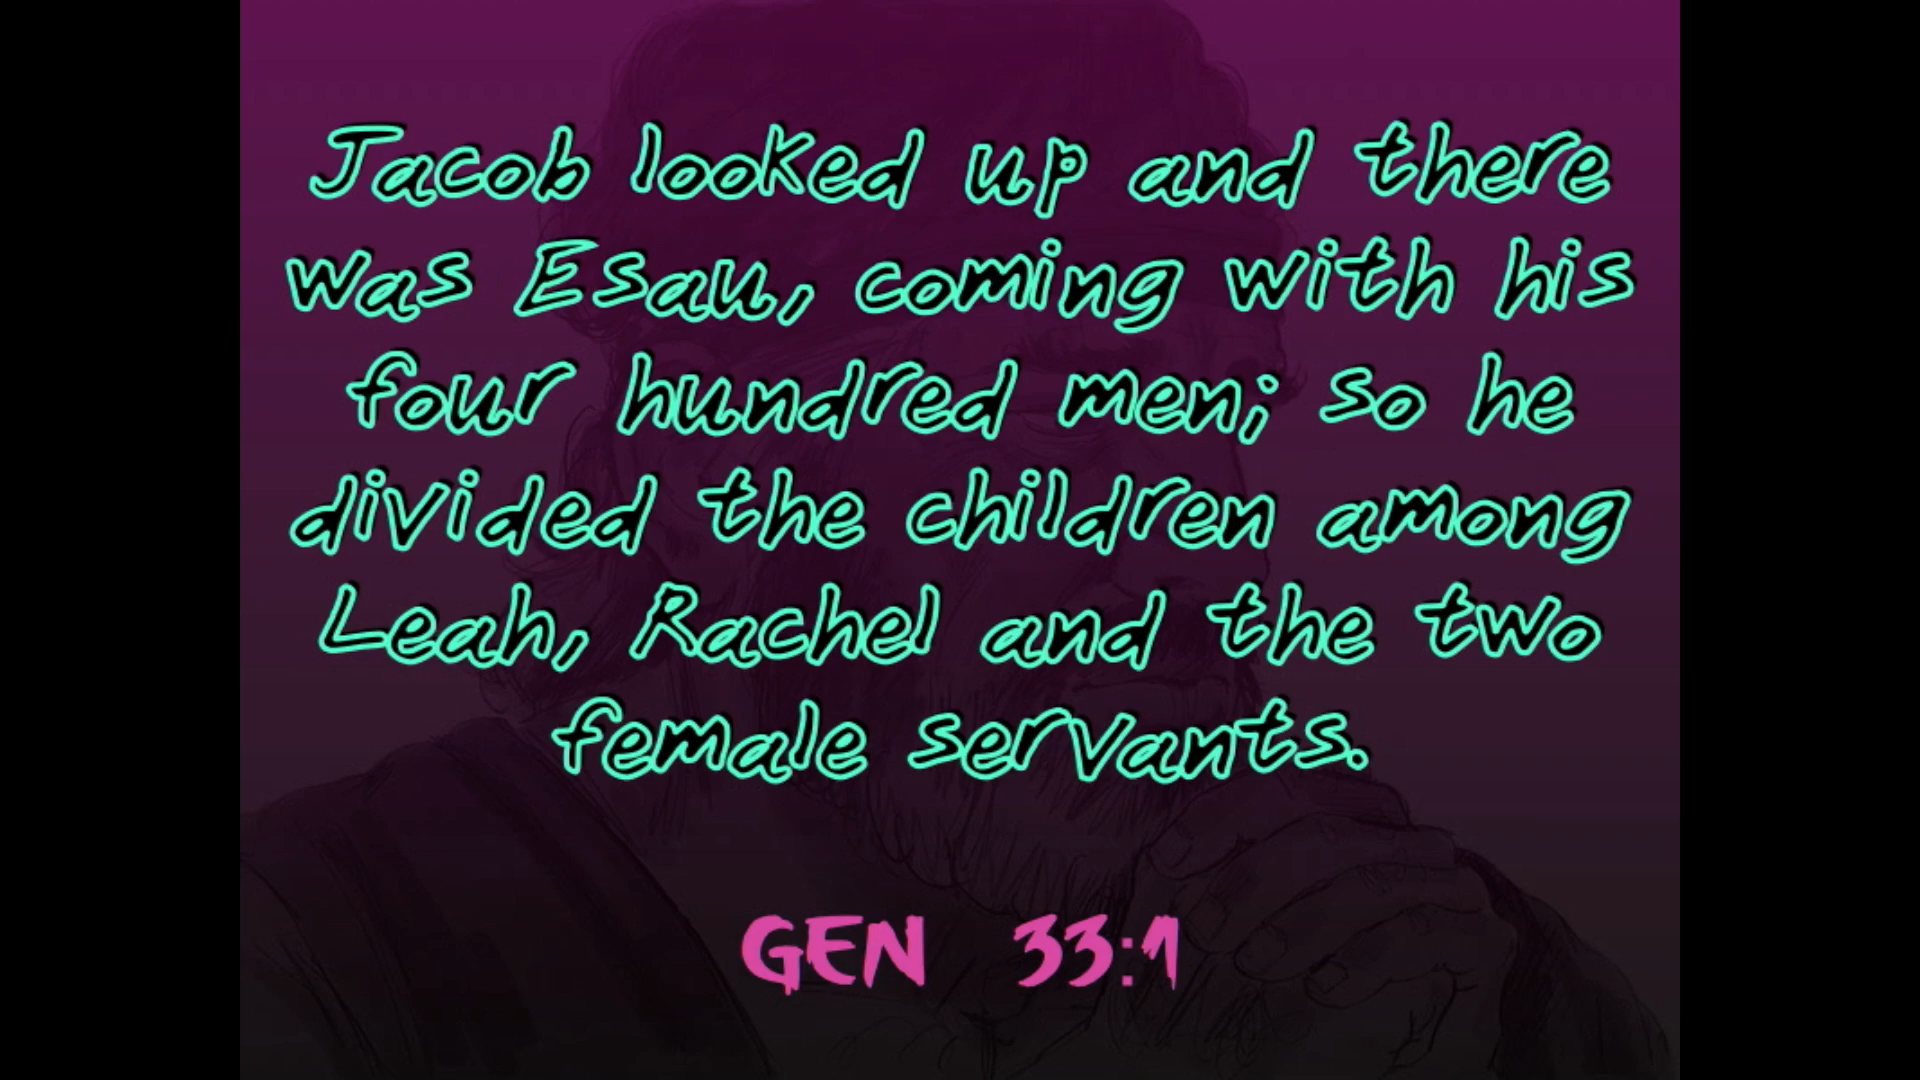 Jacob looked up and there
was Esau, coming with his
four hundred men; so he
divided the children among
Leah, Rachel and the two
female servants.
GEN 33:1